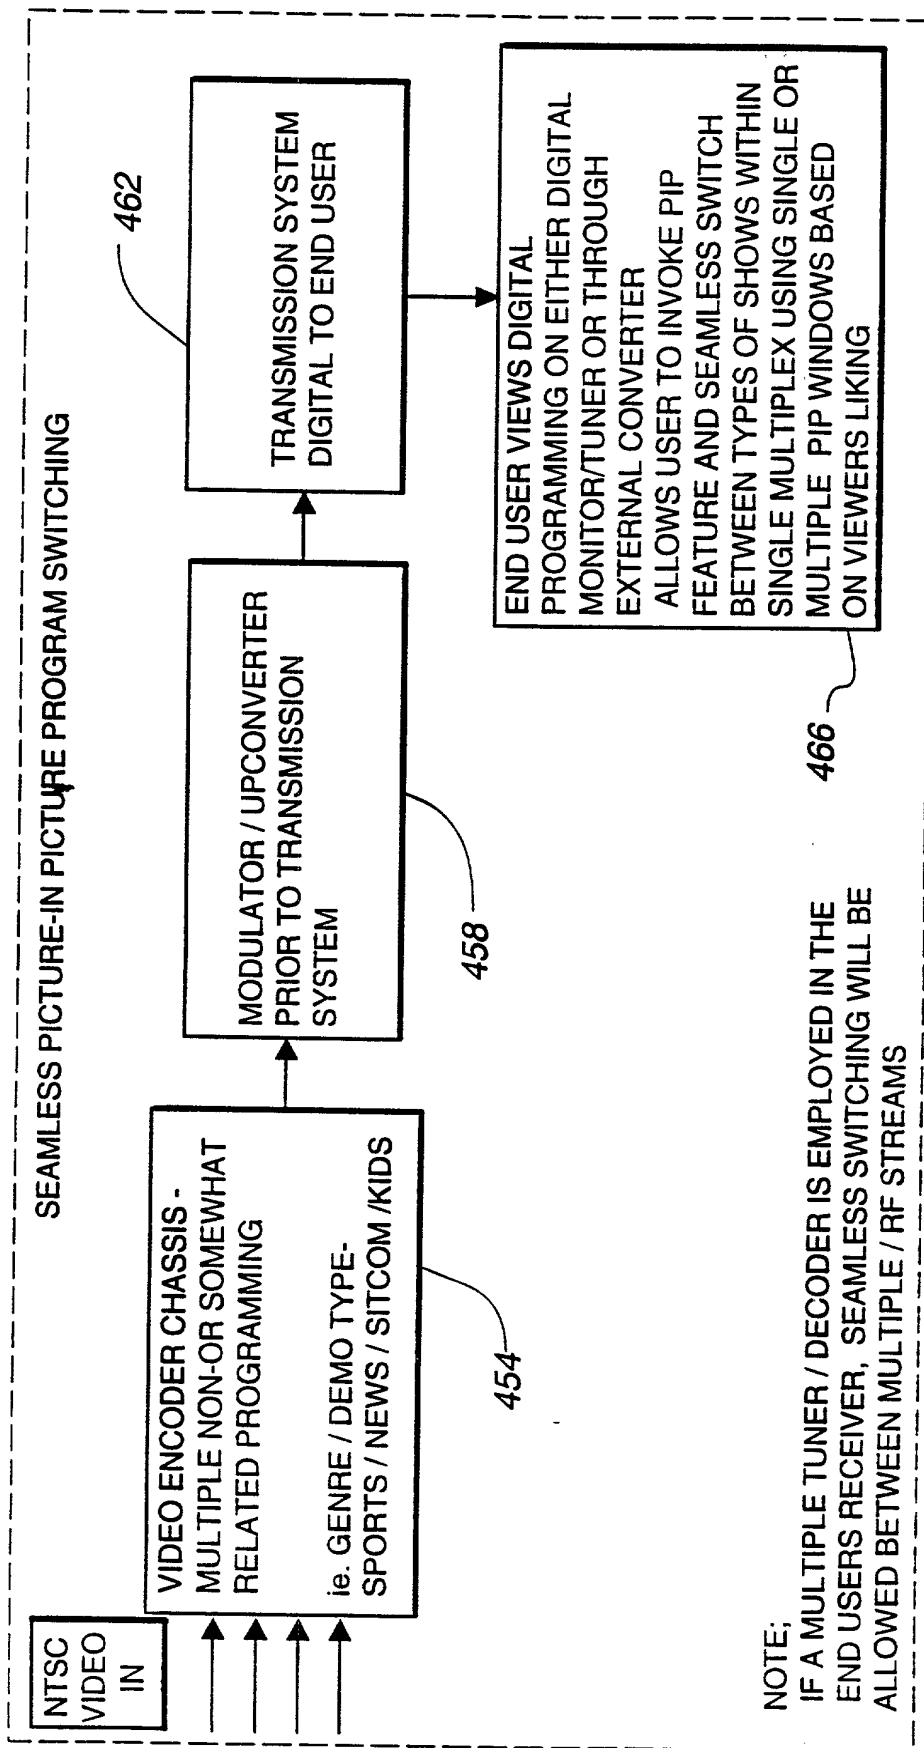 SEAMLESS PICTURE-IN PICTURE PROGRAM SWITCHING
NTSC
VIDEO
IN
VIDEO ENCODER CHASSIS -
MULTIPLE NON-OR SOMEWHAT
RELATED PROGRAMMING
ie. GENRE / DEMO TYPE-
SPORTS / NEWS / SITCOM /KIDS
454
MODULATOR / UPCONVERTER
PRIOR TO TRANSMISSION
SYSTEM
458
TRANSMISSION SYSTEM
DIGITAL TO END USER
462
END USER VIEWS DIGITAL
PROGRAMMING ON EITHER DIGITAL
MONITOR/TUNER OR THROUGH
EXTERNAL CONVERTER
ALLOWS USER TO INVOKE PIP
FEATURE AND SEAMLESS SWITCH
BETWEEN TYPES OF SHOWS WITHIN
SINGLE MULTIPLEX USING SINGLE OR
MULTIPLE PIP WINDOWS BASED
ON VIEWERS LIKING
466
NOTE;
IF A MULTIPLE TUNER / DECODER IS EMPLOYED IN THE
END USERS RECEIVER, SEAMLESS SWITCHING WILL BE
ALLOWED BETWEEN MULTIPLE / RF STREAMS